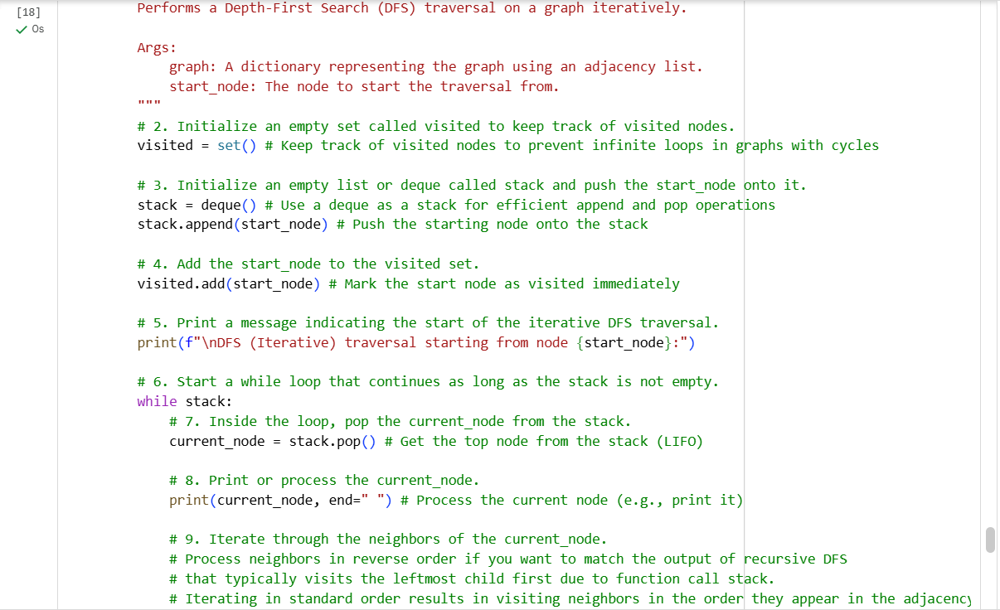 [18]
0s
Performs a Depth-First Search (DFS) traversal on a graph iteratively.
Args:
graph: A dictionary representing the graph using an adjacency list.
start_node: The node to start the traversal from.
"""
# 2. Initialize an empty set called visited to keep track of visited nodes.
visited = set() # Keep track of visited nodes to prevent infinite loops in graphs with cycles
# 3. Initialize an empty list or deque called stack and push the start_node onto it.
stack = deque() # Use a deque as a stack for efficient append and pop operations
stack.append(start_node) # Push the starting node onto the stack
# 4. Add the start_node to the visited set.
visited.add(start_node) # Mark the start node as visited immediately
# 5. Print a message indicating the start of the iterative DFS traversal.
print(f"\nDFS (Iterative) traversal starting from node {start_node}:")
# 6. Start a while loop that continues as long as the stack is not empty.
while stack:
# 7. Inside the loop, pop the current_node from the stack.
current_node = stack.pop() # Get the top node from the stack (LIFO)
# 8. Print or process the current_node.
print(current_node, end=" ") # Process the current node (e.g., print it)
# 9. Iterate through the neighbors of the current_node.
# Process neighbors in reverse order if you want to match the output of recursive DFS
# that typically visits the leftmost child first due to function call stack.
# Iterating in standard order results in visiting neighbors in the order they appear in the adjacency